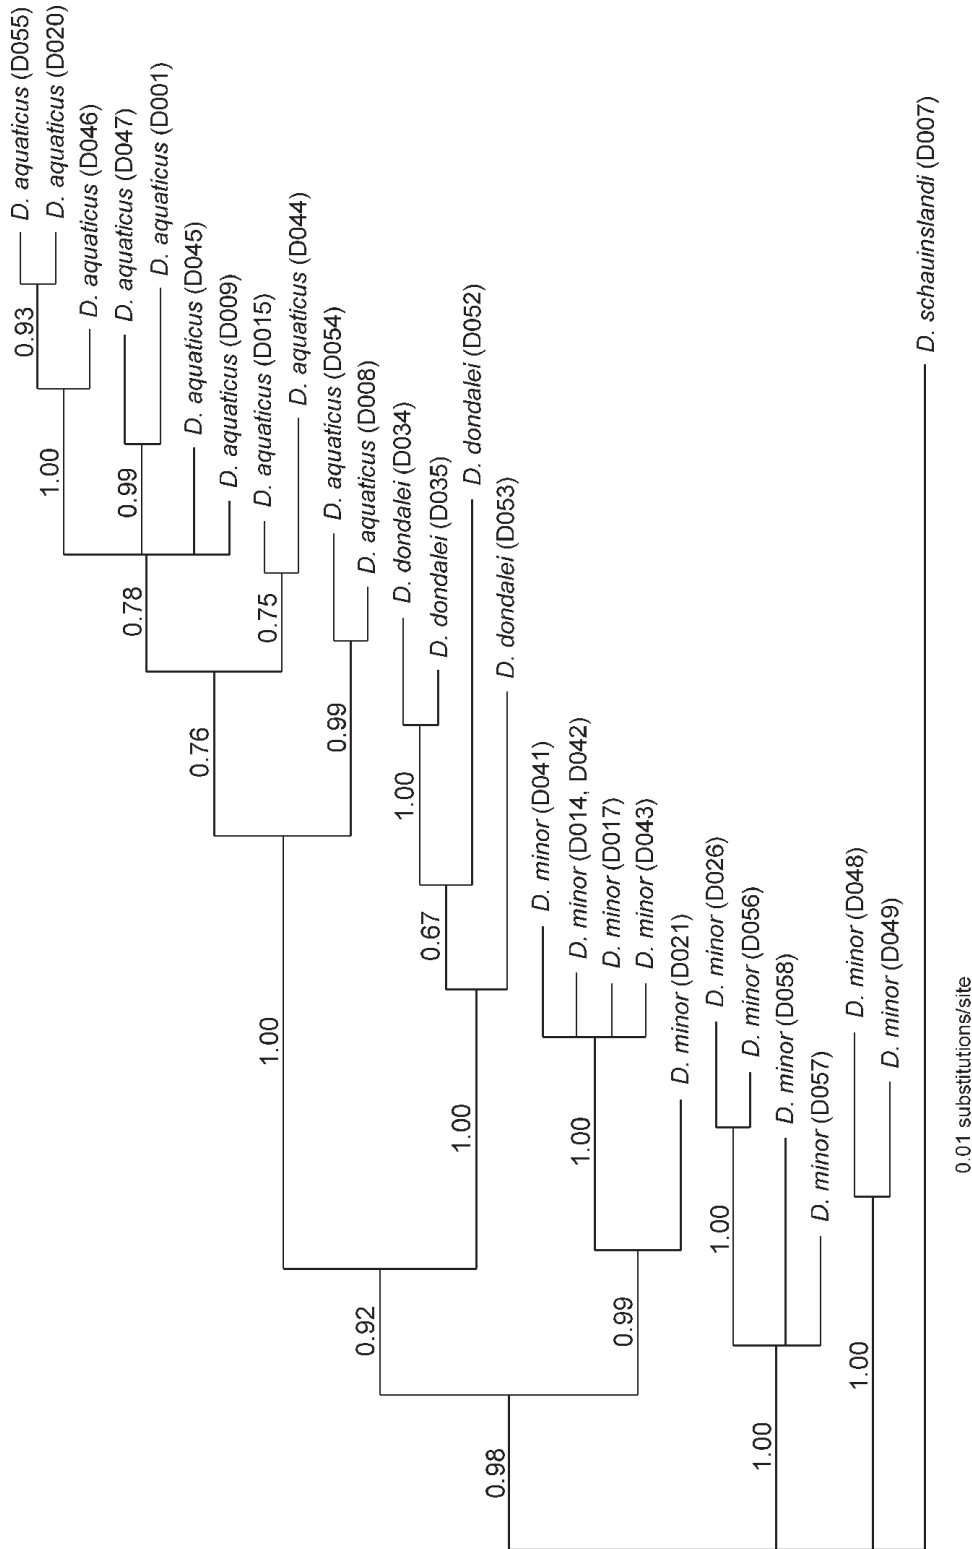 D. aquaticus (D055)
D. aquaticus (D020)
0.93
D. aquaticus (D046)
1.00
D. aquaticus (D047)
D. aquaticus (D001)
0.99
D. aquaticus (D045)
D. aquaticus (D009)
0.78
D. aquaticus (D015)
D. aquaticus (D044)
0.75
0.76
D. aquaticus (D054)
D. aquaticus (D008)
0.99
1.00
D. dondalei (D034)
D. dondalei (D035)
1.00
D. dondalei (D052)
0.67
D. dondalei (D053)
1.00
0.92
D. minor (D041)
D. minor (D014, D042)
D. minor (D017)
D. minor (D043)
1.00
D. minor (D021)
0.99
0.98
D. minor (D026)
D. minor (D056)
1.00
D. minor (D058)
D. minor (D057)
1.00
D. minor (D048)
D. minor (D049)
1.00
D. schauinslandi (D007)
0.01 substitutions/site